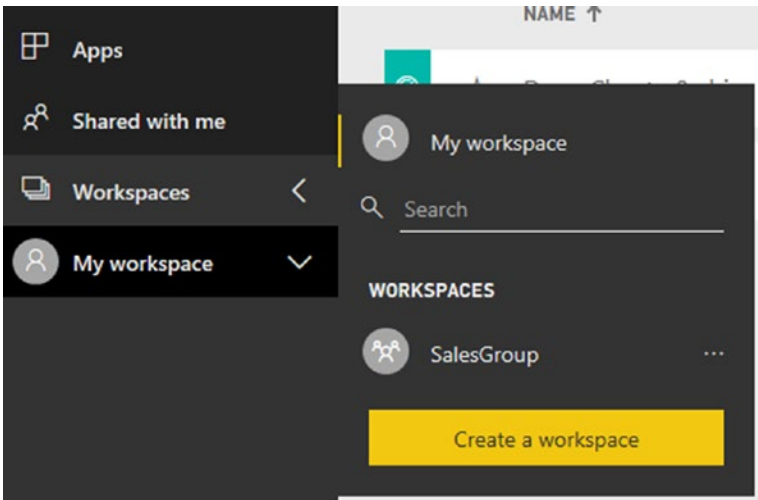 NAME ↑
Apps
Shared with me
Workspaces
My workspace
My workspace
Search
WORKSPACES
SalesGroup
...
Create a workspace